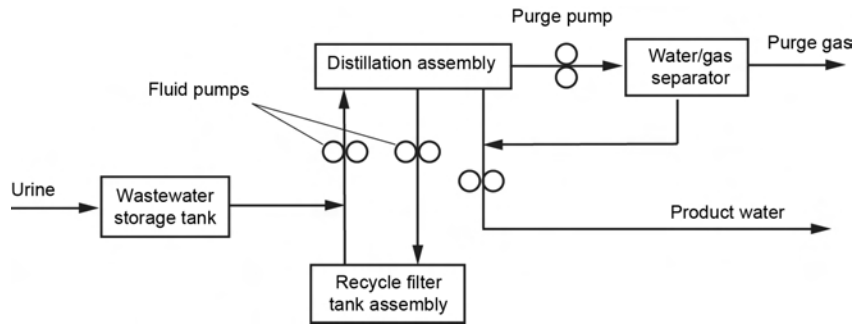 Purge pump
Distillation assembly
Water/gas
separator
Purge gas
Fluid pumps
Urine
Wastewater
storage tank
Product water
Recycle filter
tank assembly